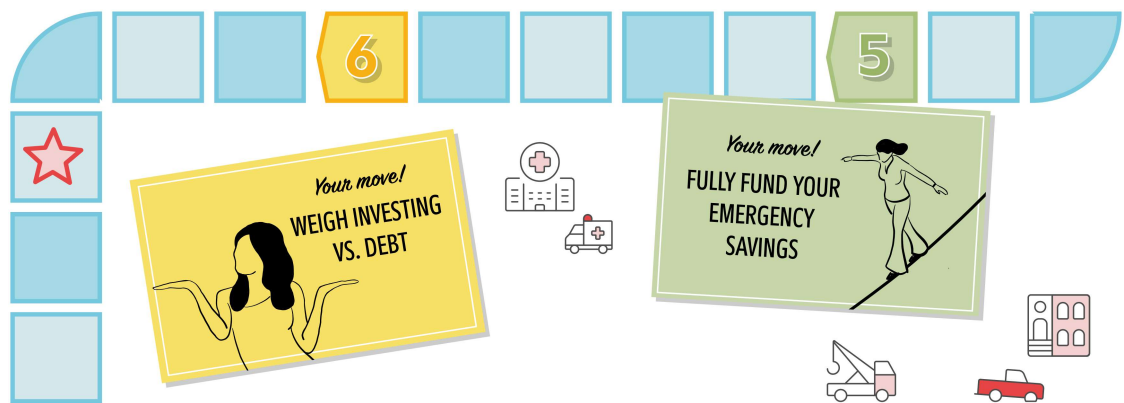 6
5
Your move!
WEIGH INVESTING
VS. DEBT
Your move!
FULLY FUND YOUR
EMERGENCY
SAVINGS